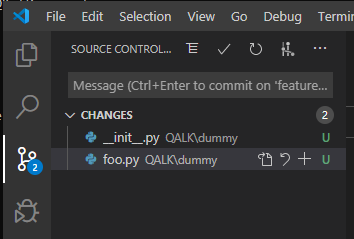 File Edit Selection View Go Debug Termin
SOURCE CONTROL...
Message (Ctrl+Enter to commit on 'feature...
CHANGES 2
__init__.py QALK\dummy U
foo.py QALK\dummy U
2